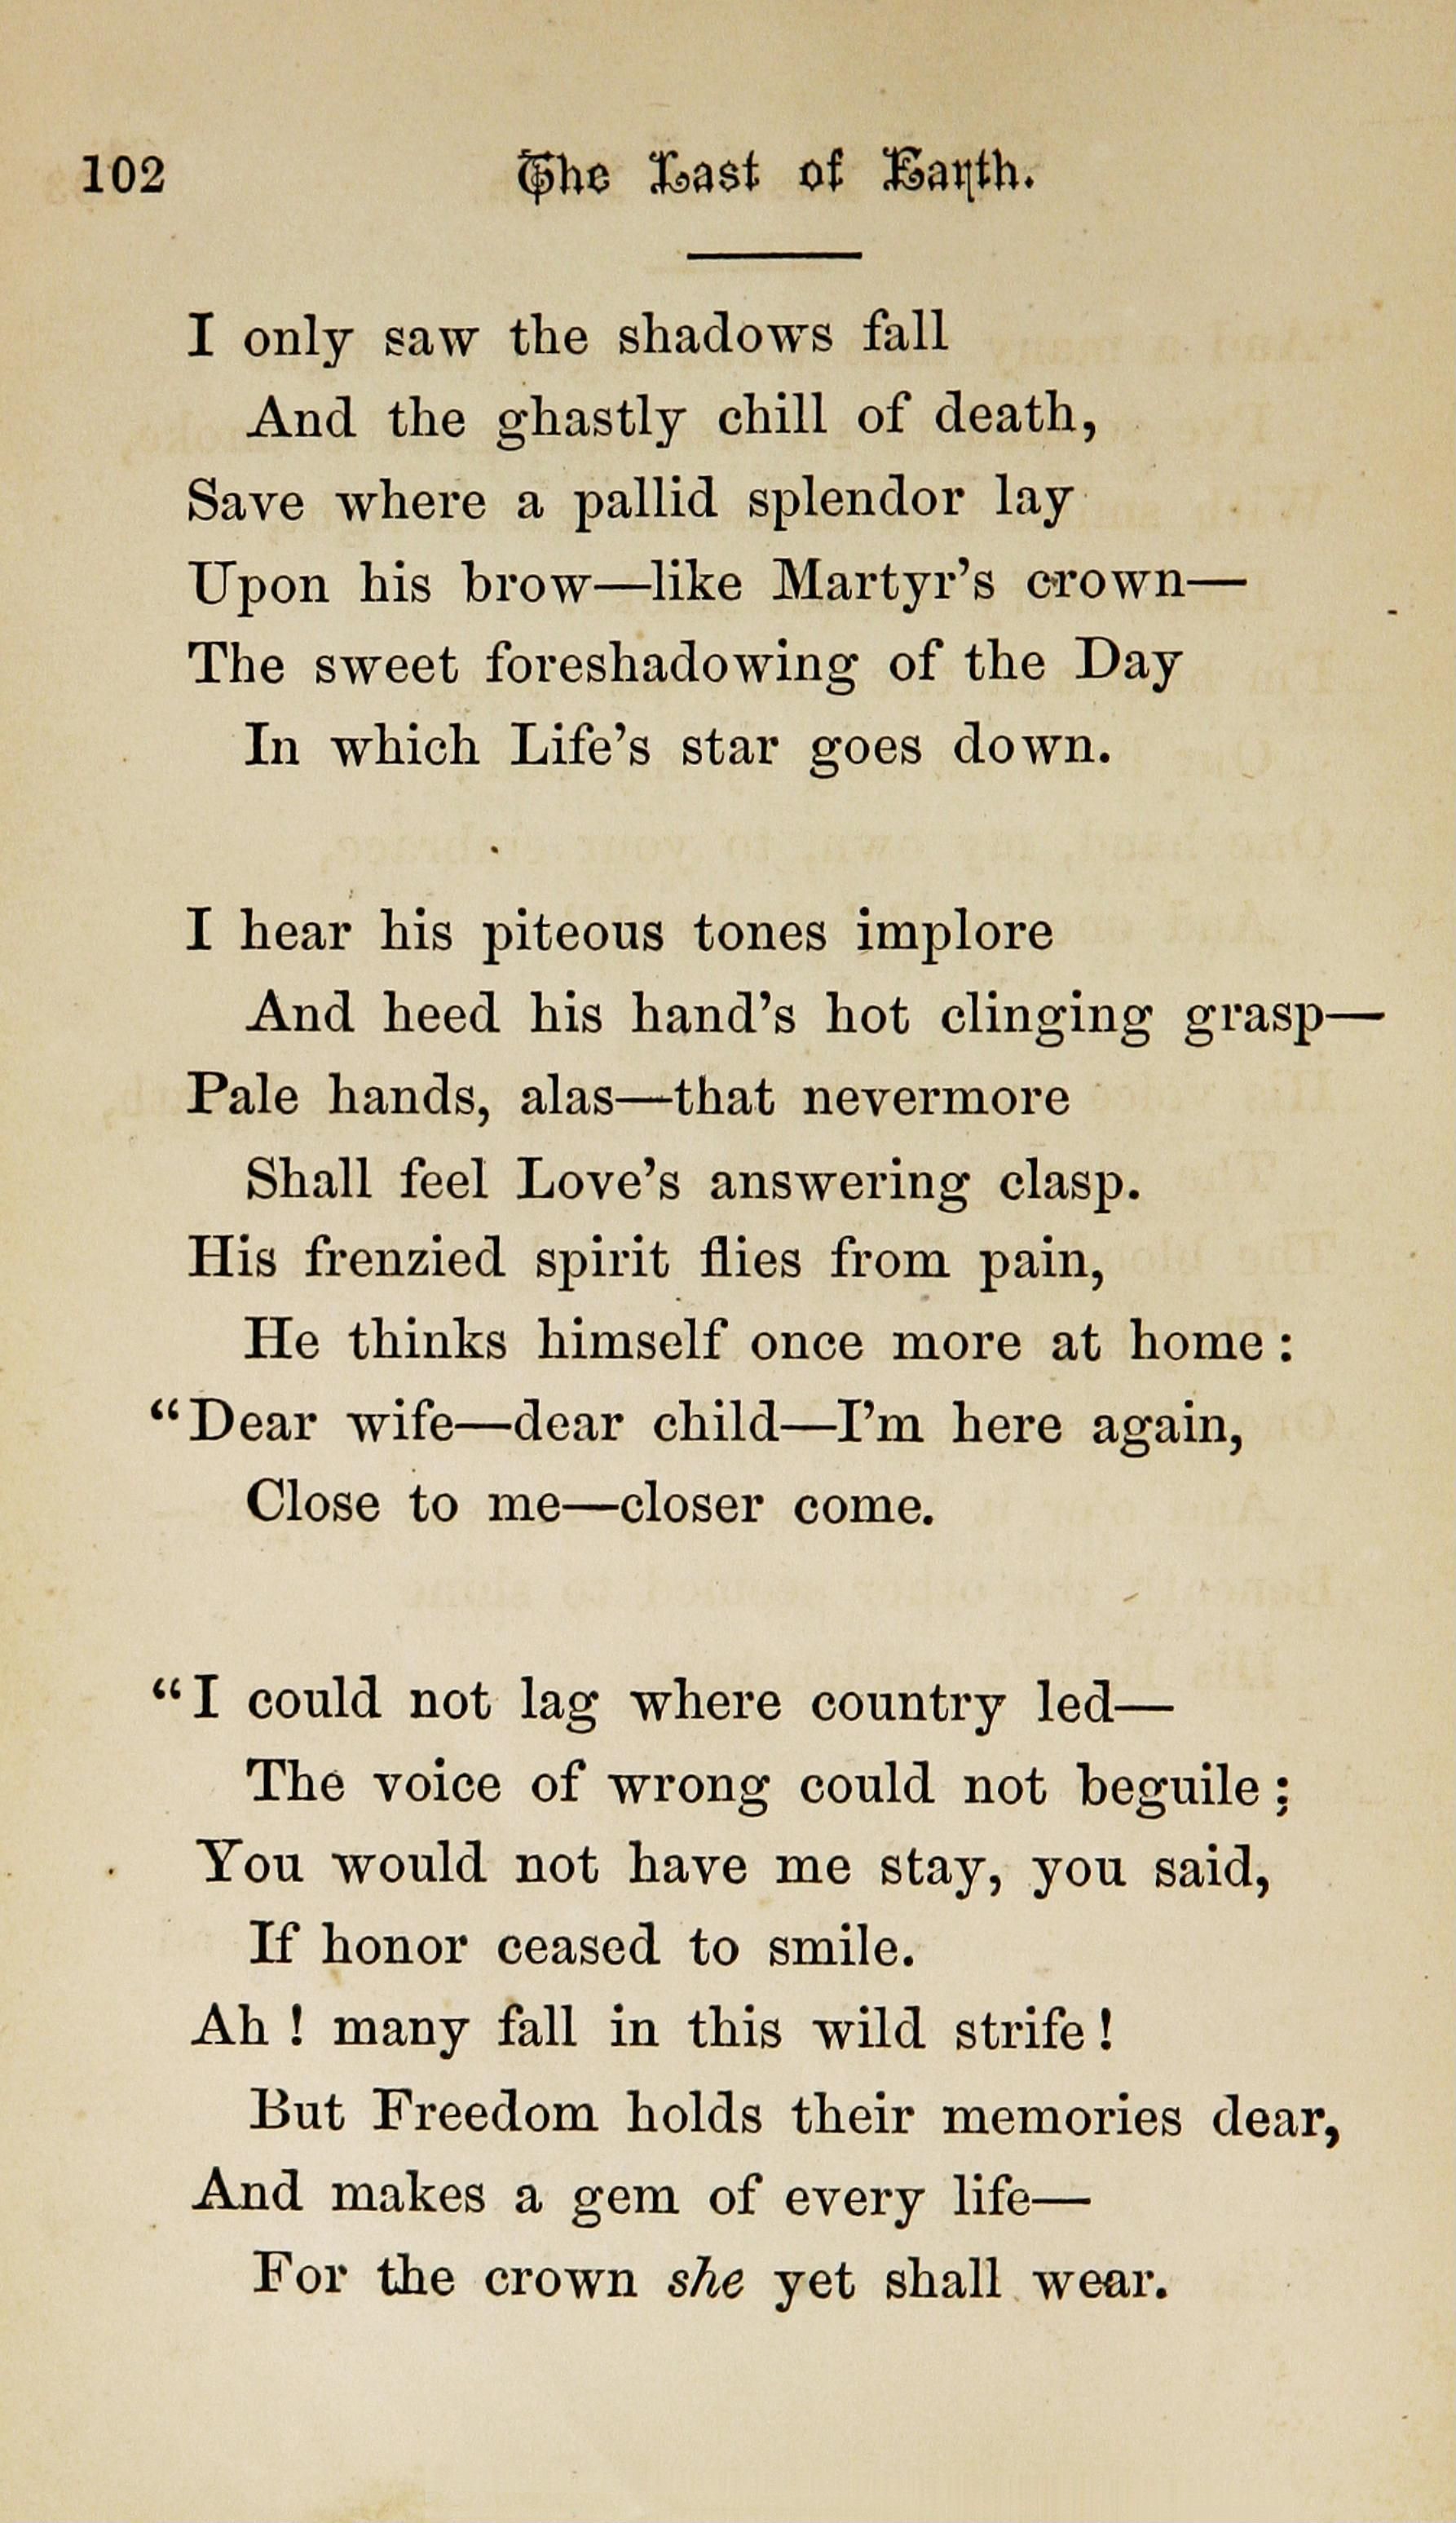 102 The Last of Earth.
I only saw the shadows fall
And the ghastly chill of death,
Save where a pallid splendor lay
Upon his brow—like Martyr's crown—
The sweet foreshadowing of the Day
In which Life's star goes down.
I hear his piteous tones implore
And heed his hand's hot clinging grasp—
Pale hands, alas—that nevermore
Shall feel Love's answering clasp.
His frenzied spirit flies from pain,
He thinks himself once more at home :
“Dear wife—dear child—I'm here again,
Close to me—closer come.
“I could not lag where country led—
The voice of wrong could not beguile ;
You would not have me stay, you said,
If honor ceased to smile.
Ah ! many fall in this wild strife !
But Freedom holds their memories dear,
And makes a gem of every life—
For the crown she yet shall wear.